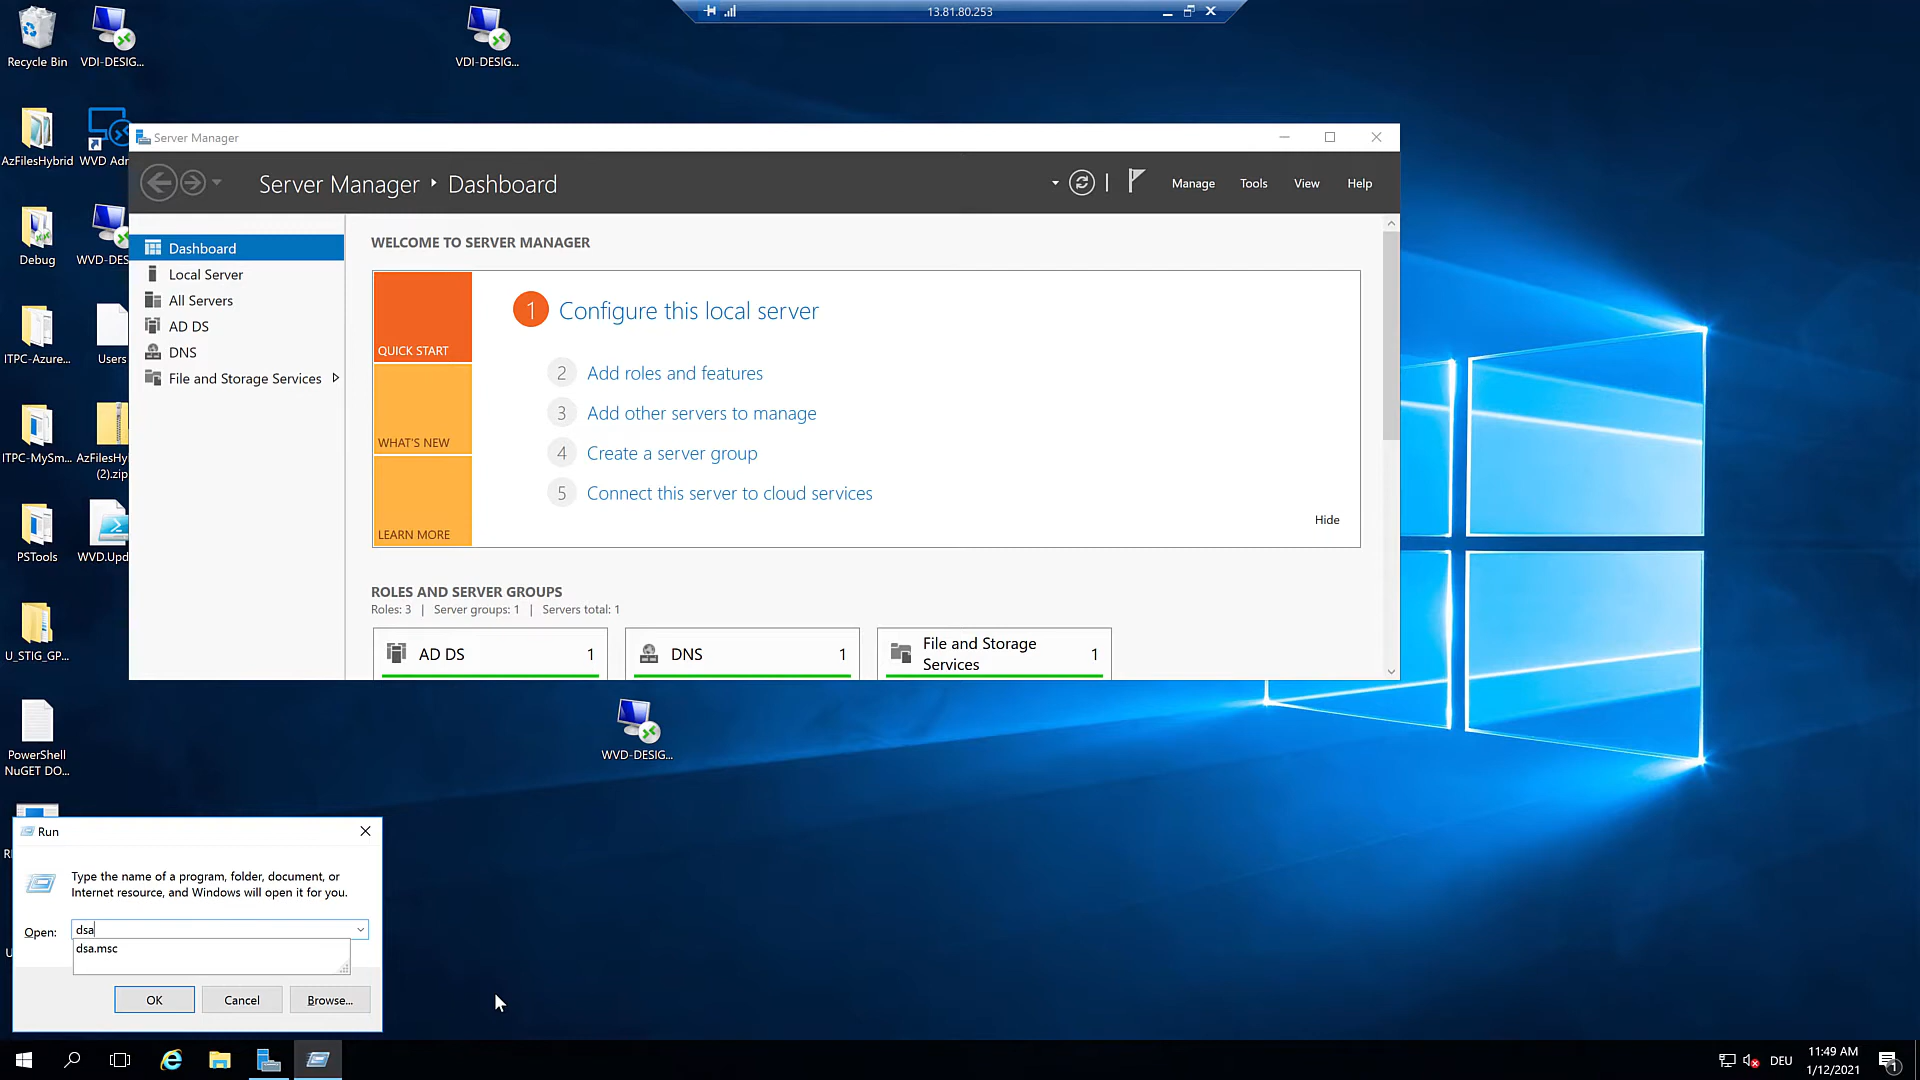 13.81.80.253
Recycle Bin
VDI-DESIG...
VDI-DESIG...
AzFilesHybrid
WVD Adr
Debug
WVD-DES
ITPC-Azure...
Users
ITPC-MySm...
AzFilesHy
(2).zip
PSTools
WVD.Upd
U_STIG_GP...
PowerShell
NuGET DO...
WVD-DESIG...
Server Manager
Server Manager
Dashboard
Manage
Tools
View
Help
Dashboard
Local Server
All Servers
AD DS
DNS
File and Storage Services
WELCOME TO SERVER MANAGER
QUICK START
WHAT'S NEW
LEARN MORE
1 Configure this local server
2 Add roles and features
3 Add other servers to manage
4 Create a server group
5 Connect this server to cloud services
Hide
ROLES AND SERVER GROUPS
Roles: 3 | Server groups: 1 | Servers total: 1
AD DS 1
DNS 1
File and Storage
Services
1
Run
Type the name of a program, folder, document, or
Internet resource, and Windows will open it for you.
Open:
dsa
dsa.msc
OK
Cancel
Browse...
DEU
11:49 AM
1/12/2021
1